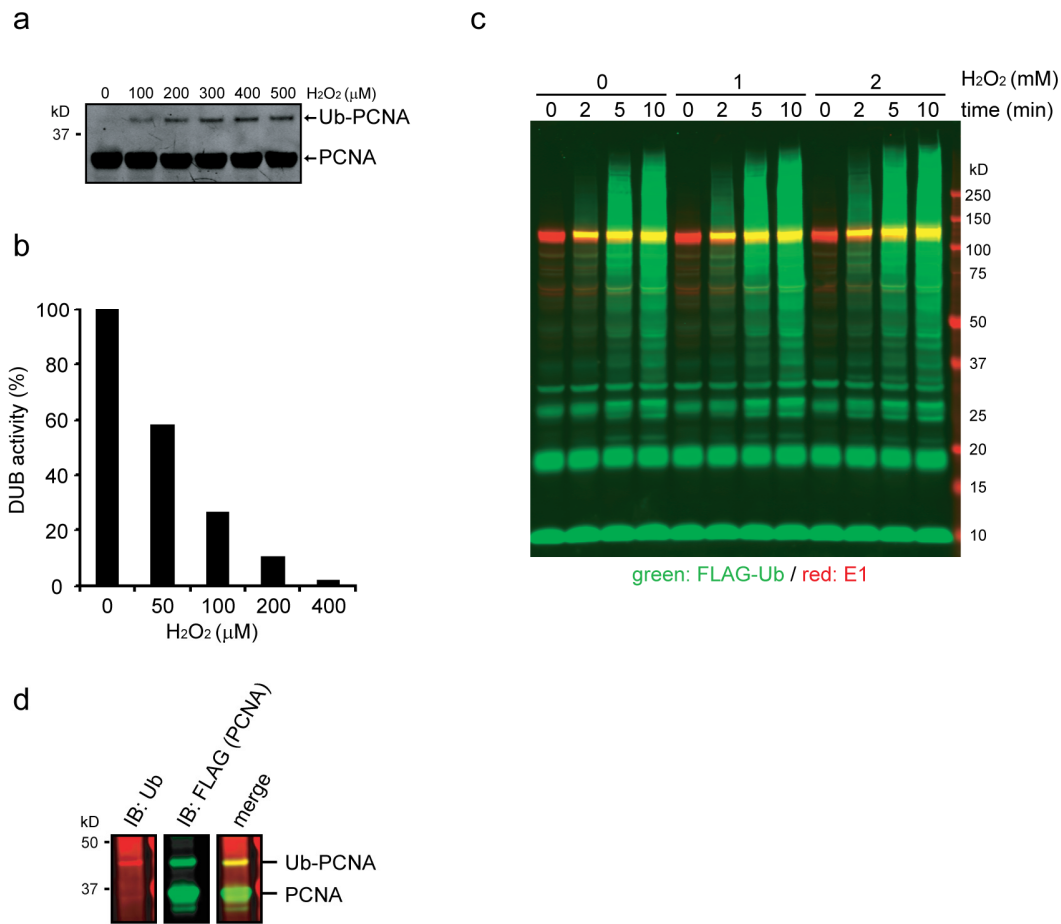 a
0 100 200 300 400 500 H₂O₂ (μM)
kD
37
←Ub-PCNA
←PCNA
b
DUB activity (%)
100
80
60
40
20
0
0 50 100 200 400
H₂O₂ (μM)
c
0 1 2 H₂O₂ (mM)
0 2 5 10 0 2 5 10 0 2 5 10 time (min)
kD
250
150
100
75
50
37
25
20
15
10
green: FLAG-Ub / red: E1
d
IB: Ub
IB: FLAG (PCNA)
merge
kD
50
37
Ub-PCNA
PCNA